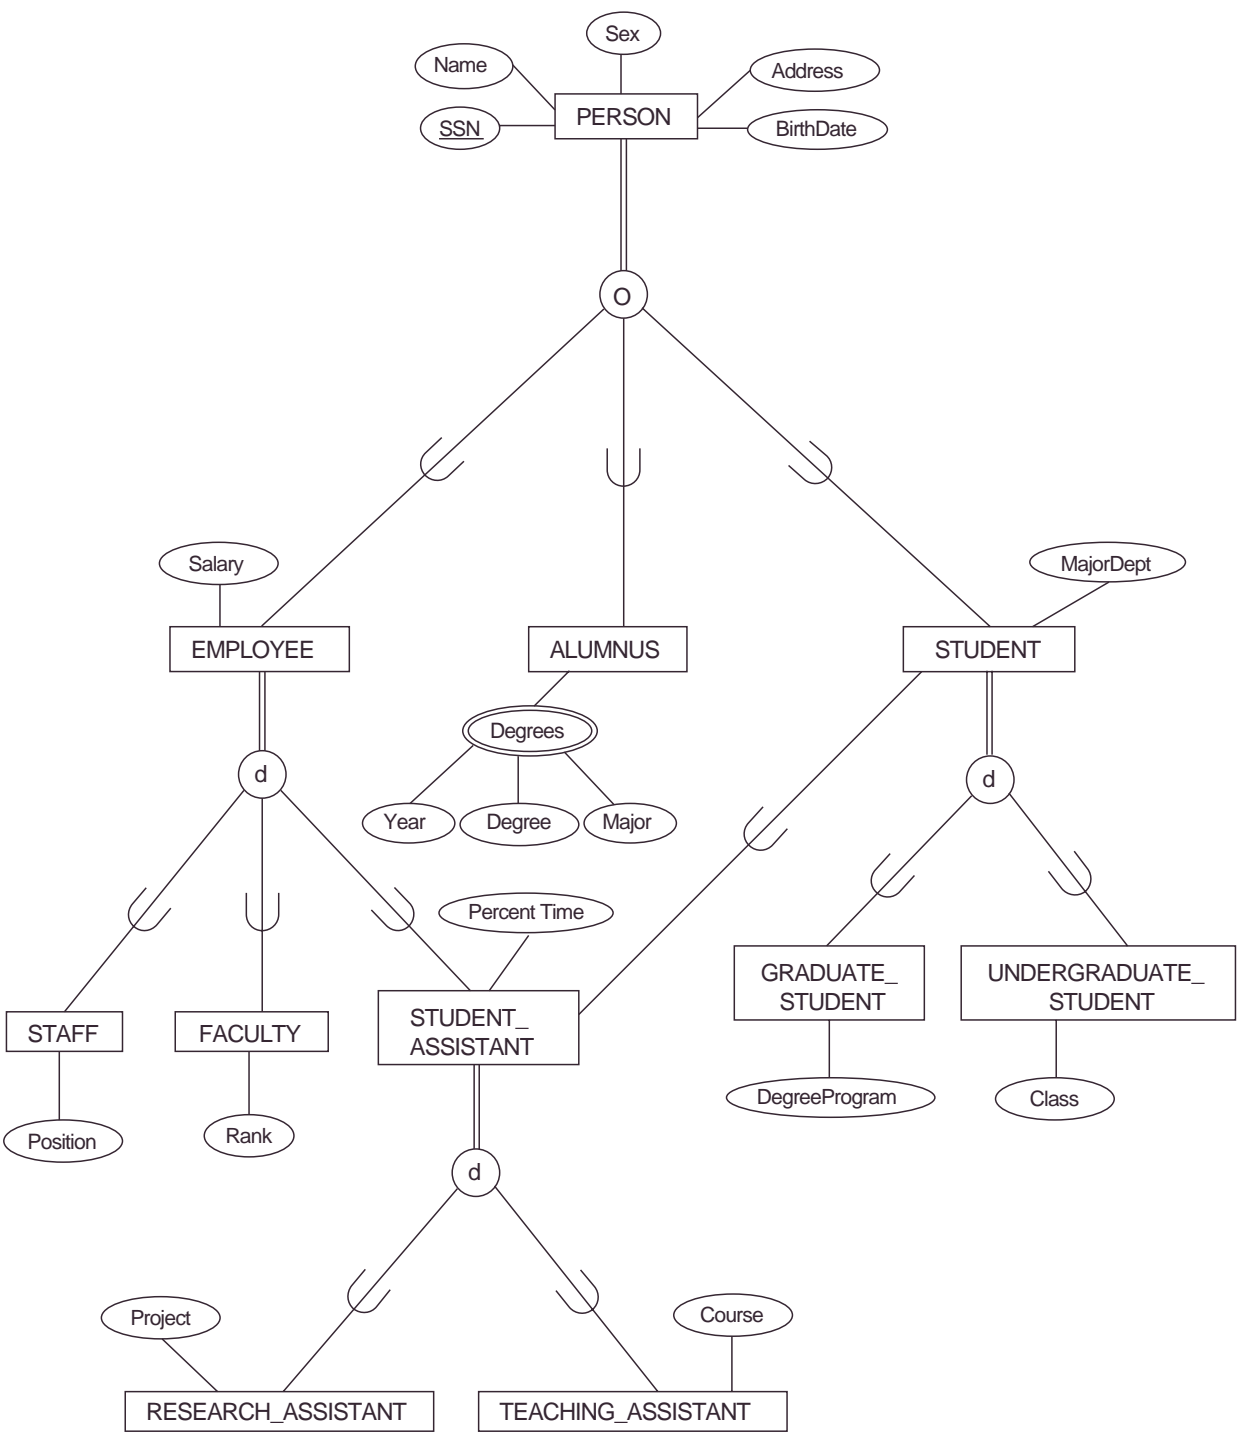 Sex
Name
Address
PERSON
SSN
BirthDate
O
Salary
MajorDept
EMPLOYEE
ALUMNUS
STUDENT
Degrees
d
d
Year
Degree
Major
Percent Time
GRADUATE_
STUDENT
UNDERGRADUATE_
STUDENT
STAFF
FACULTY
STUDENT_
ASSISTANT
DegreeProgram
Class
Position
Rank
d
Project
Course
RESEARCH_ASSISTANT
TEACHING_ASSISTANT